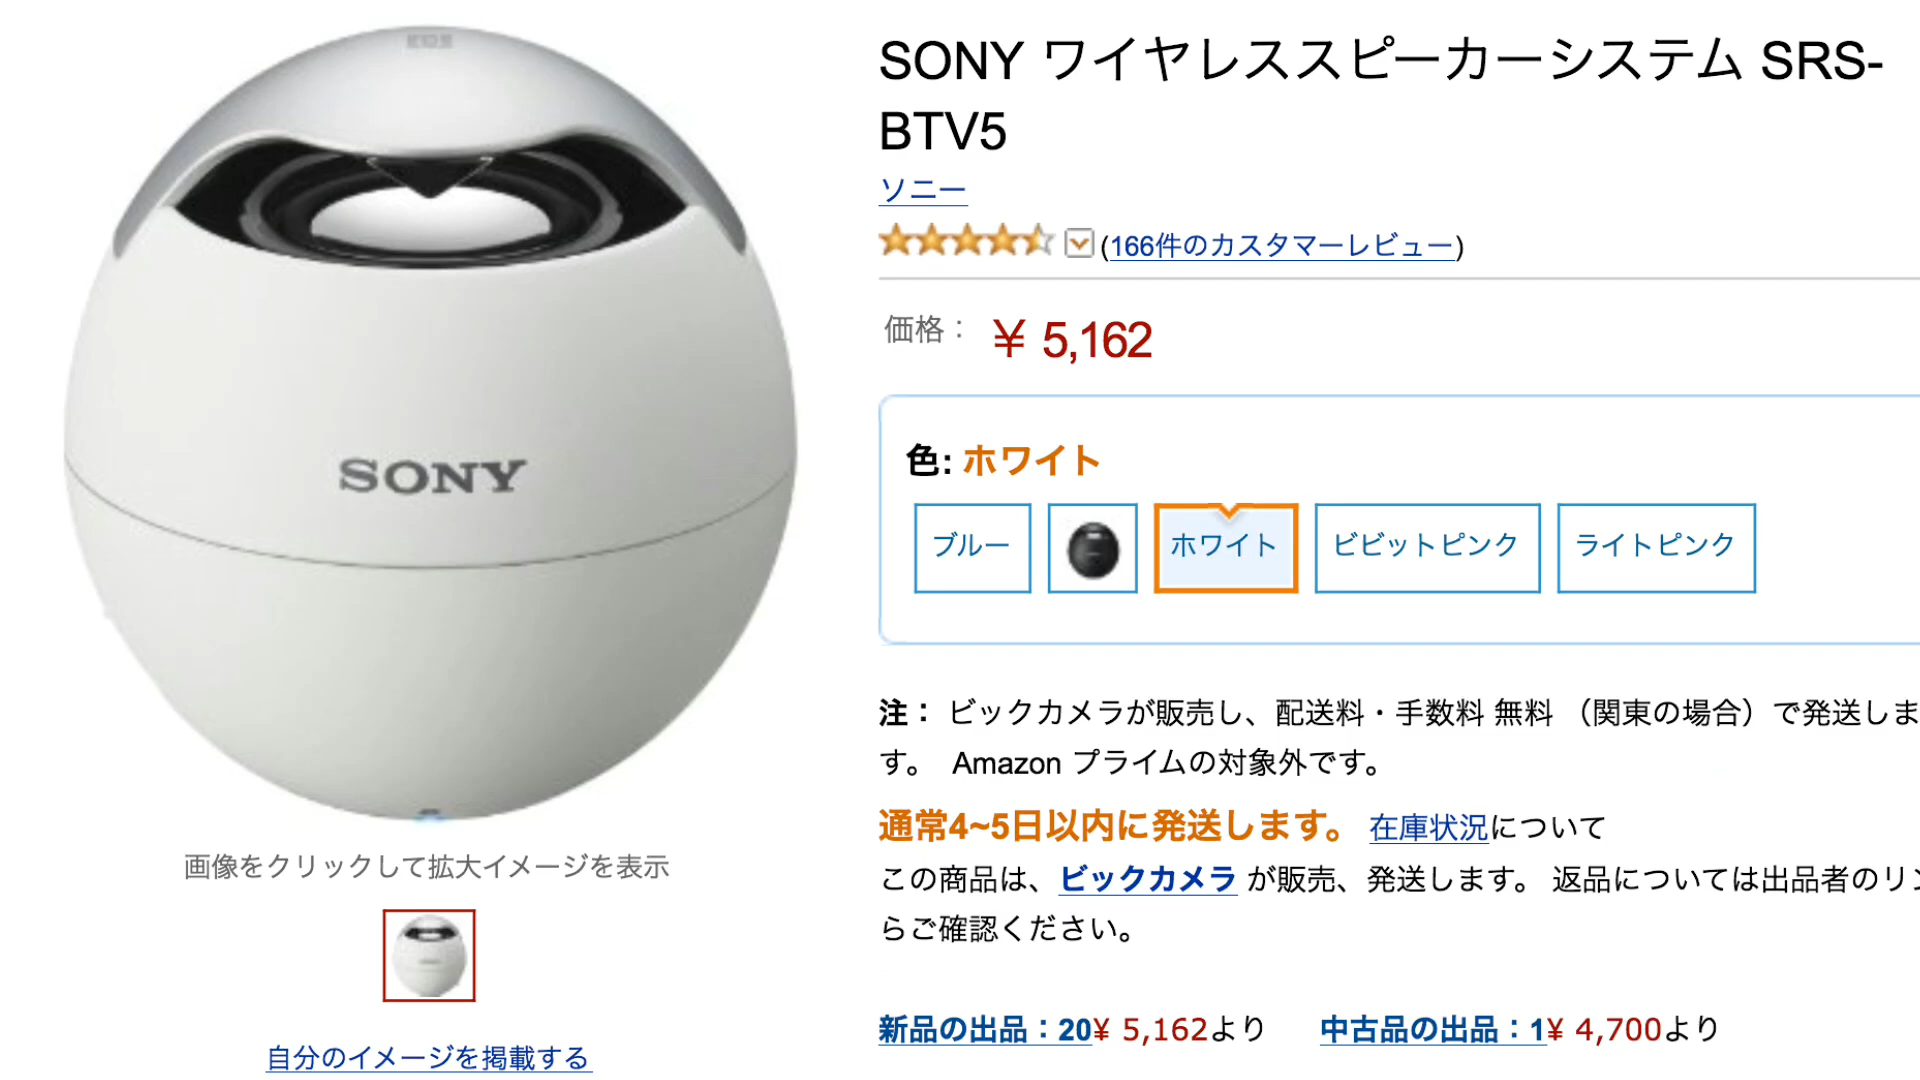 SONY
画像をクリックして拡大イメージを表示
自分のイメージを掲載する
SONY ワイヤレススピーカーシステム SRS-
BTV5
ソニー
(166件のカスタマーレビュー)
価格： ￥ 5,162
色: ホワイト
ブルー ホワイト ビビットピンク ライトピンク
注： ビックカメラが販売し、配送料・手数料 無料 （関東の場合）で発送しま
す。 Amazon プライムの対象外です。
通常4~5日以内に発送します。 在庫状況について
この商品は、ビックカメラ が販売、発送します。 返品については出品者のリン
らご確認ください。
新品の出品：20￥ 5,162より 中古品の出品：1￥ 4,700より